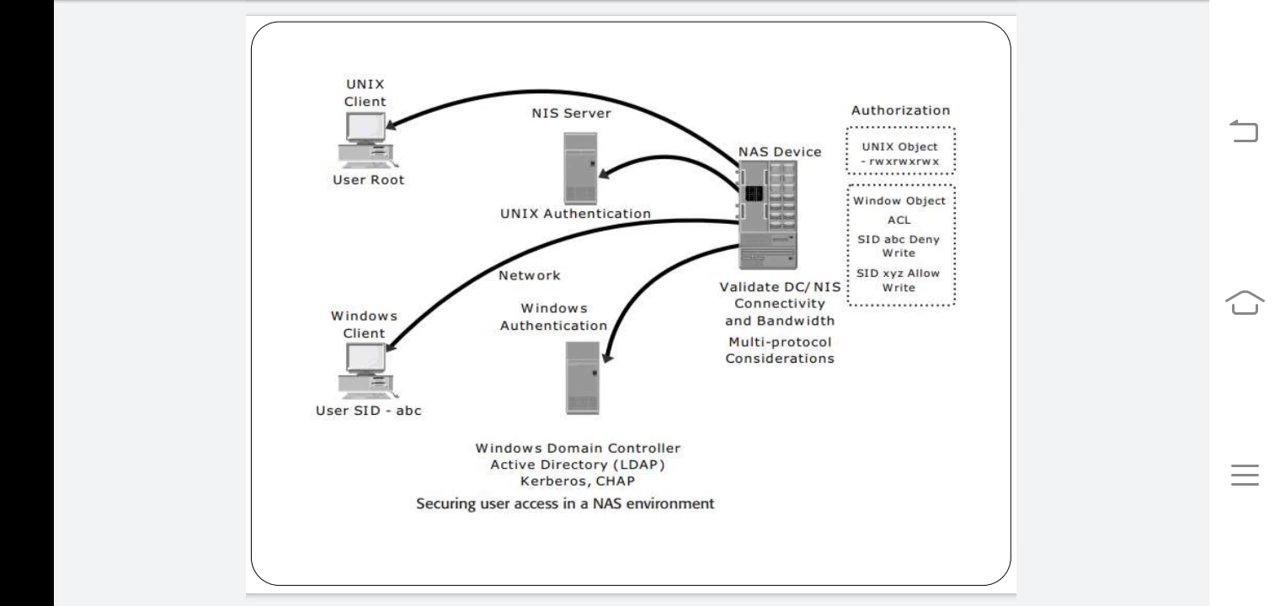 UNIX
Client
User Root
NIS Server
UNIX Authentication
NAS Device
Authorization
UNIX Object
- rwxrwxrwx
Window Object
ACL
SID abc Deny
Write
SID xyz Allow
Write
Validate DC/NIS
Connectivity
and Bandwidth
Multi-protocol
Considerations
Network
Windows
Authentication
Windows
Client
User SID - abc
Windows Domain Controller
Active Directory (LDAP)
Kerberos, CHAP
Securing user access in a NAS environment